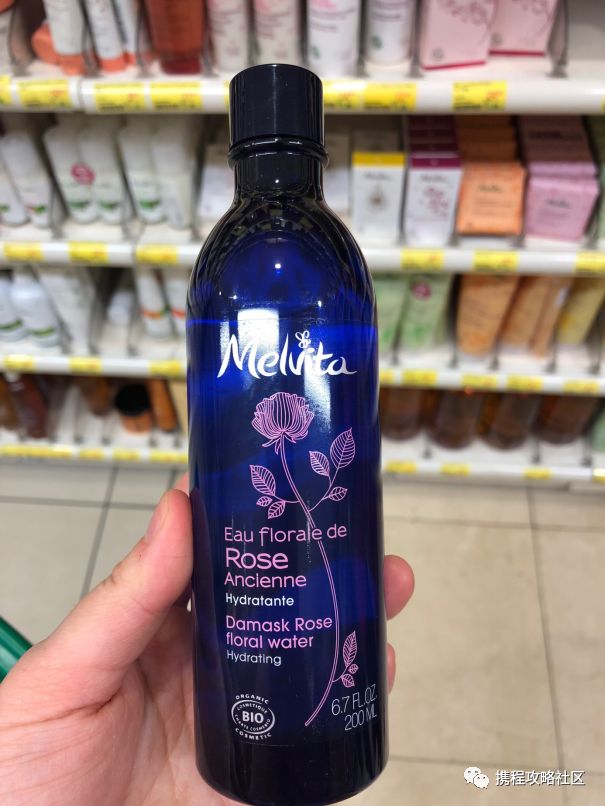 Melvita
Eau florale de
Rose
Ancienne
Hydratante
Damask Rose
floral water
Hydrating
6.7 FL.OZ
200 ML
ORGANIC
COSMETIQUE
BIO
COSMETIC
携程攻略社区